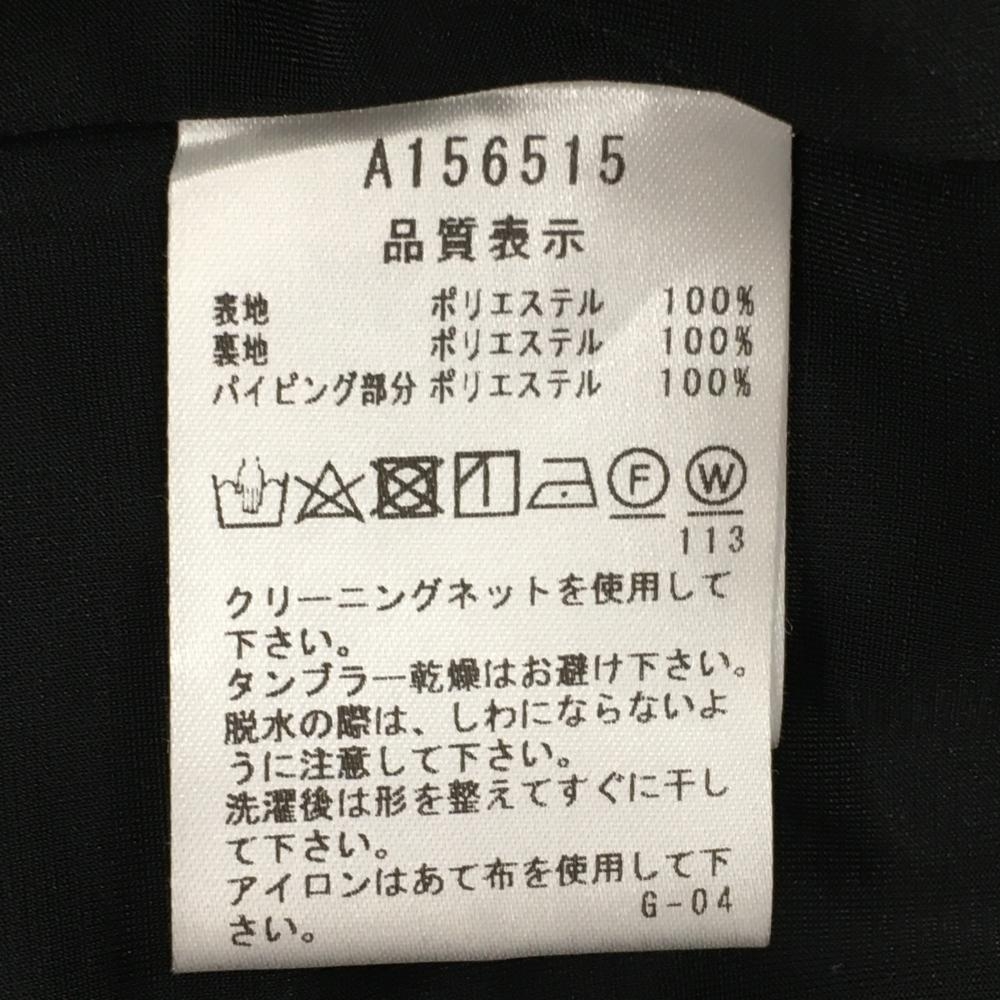 A156515
品質表示
表地 ポリエステル 100%
裏地 ポリエステル 100%
パイピング部分 ポリエステル 100%
F W
113
クリーニングネットを使用して
下さい。
タンブラー乾燥はお避け下さい。
脱水の際は、しわにならないよ
うに注意して下さい。
洗濯後は形を整えてすぐに干し
て下さい。
アイロンはあて布を使用して下
さい。
G-04